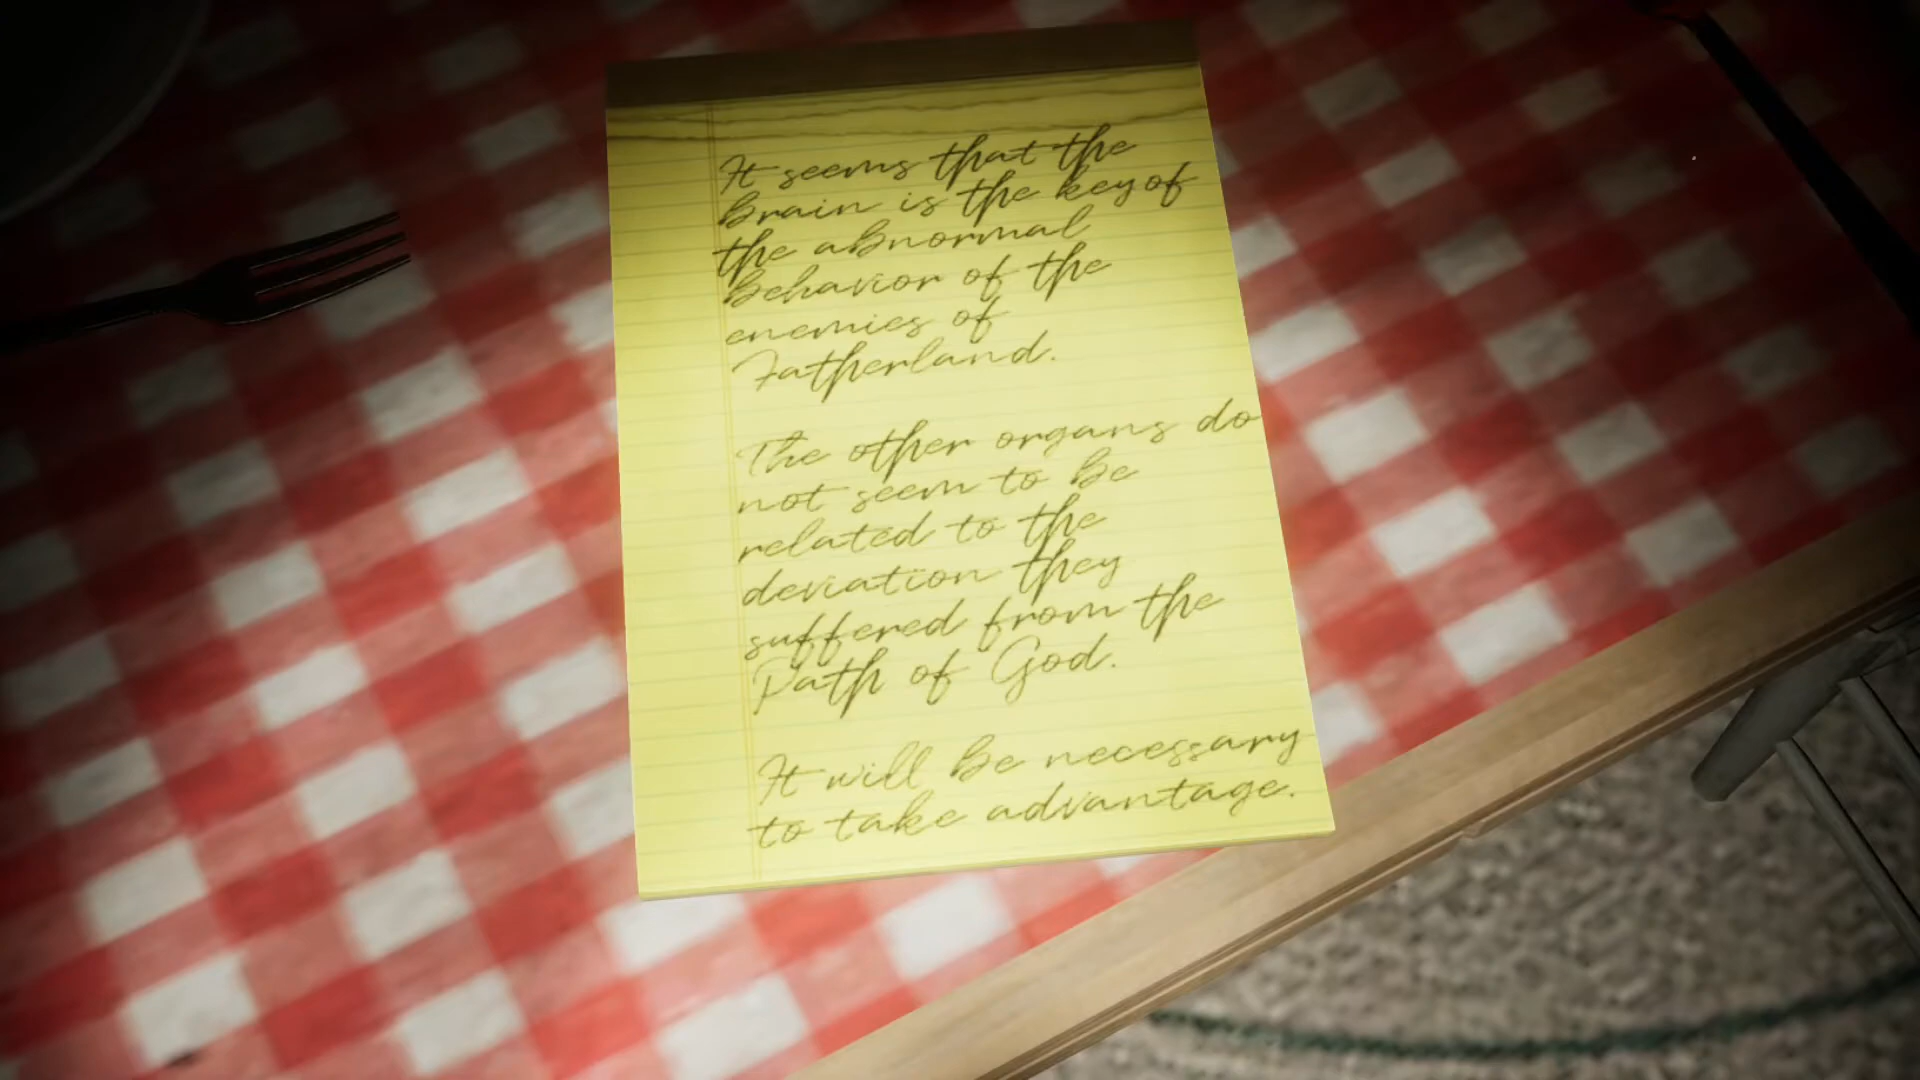 It seems that the
brain is the key of
the abnormal
behavior of the
enemies of
Fatherland.
The other organs do
not seem to be
related to the
deviation they
suffered from the
Path of God.
It will be necessary
to take advantage.